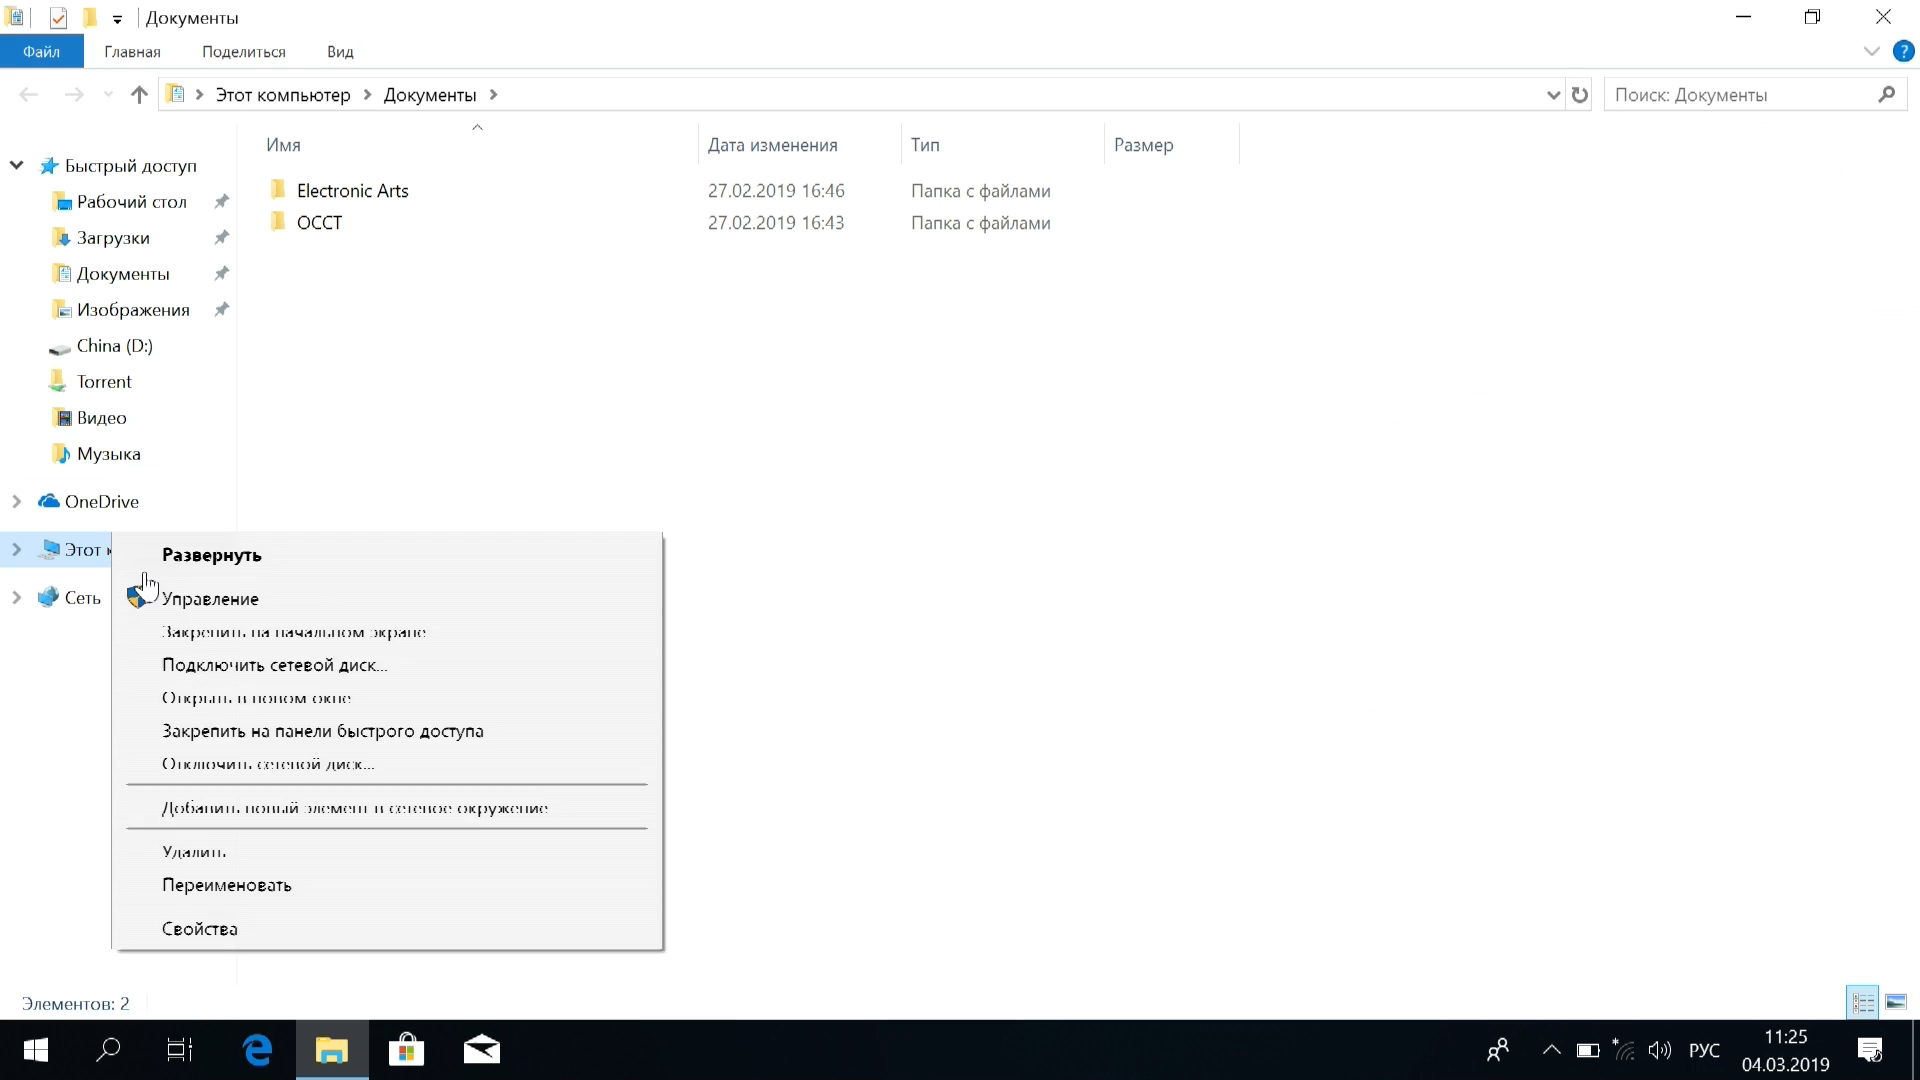 Документы
Файл
Главная
Поделиться
Вид
Этот компьютер
Документы
Поиск: Документы
Имя
Дата изменения
Тип
Размер
Быстрый доступ
Рабочий стол
Загрузки
Документы
Изображения
China (D:)
Torrent
Видео
Музыка
OneDrive
Этот к
Сеть
Electronic Arts
27.02.2019 16:46
Папка с файлами
OCCT
27.02.2019 16:43
Папка с файлами
Развернуть
Управление
Закрепить на начальном экране
Подключить сетевой диск...
Открыть в новом окне
Закрепить на панели быстрого доступа
Отключить сетевой диск...
Добавить новый элемент в сетевое окружение
Удалить
Переименовать
Свойства
Элементов: 2
РУС
11:25
04.03.2019